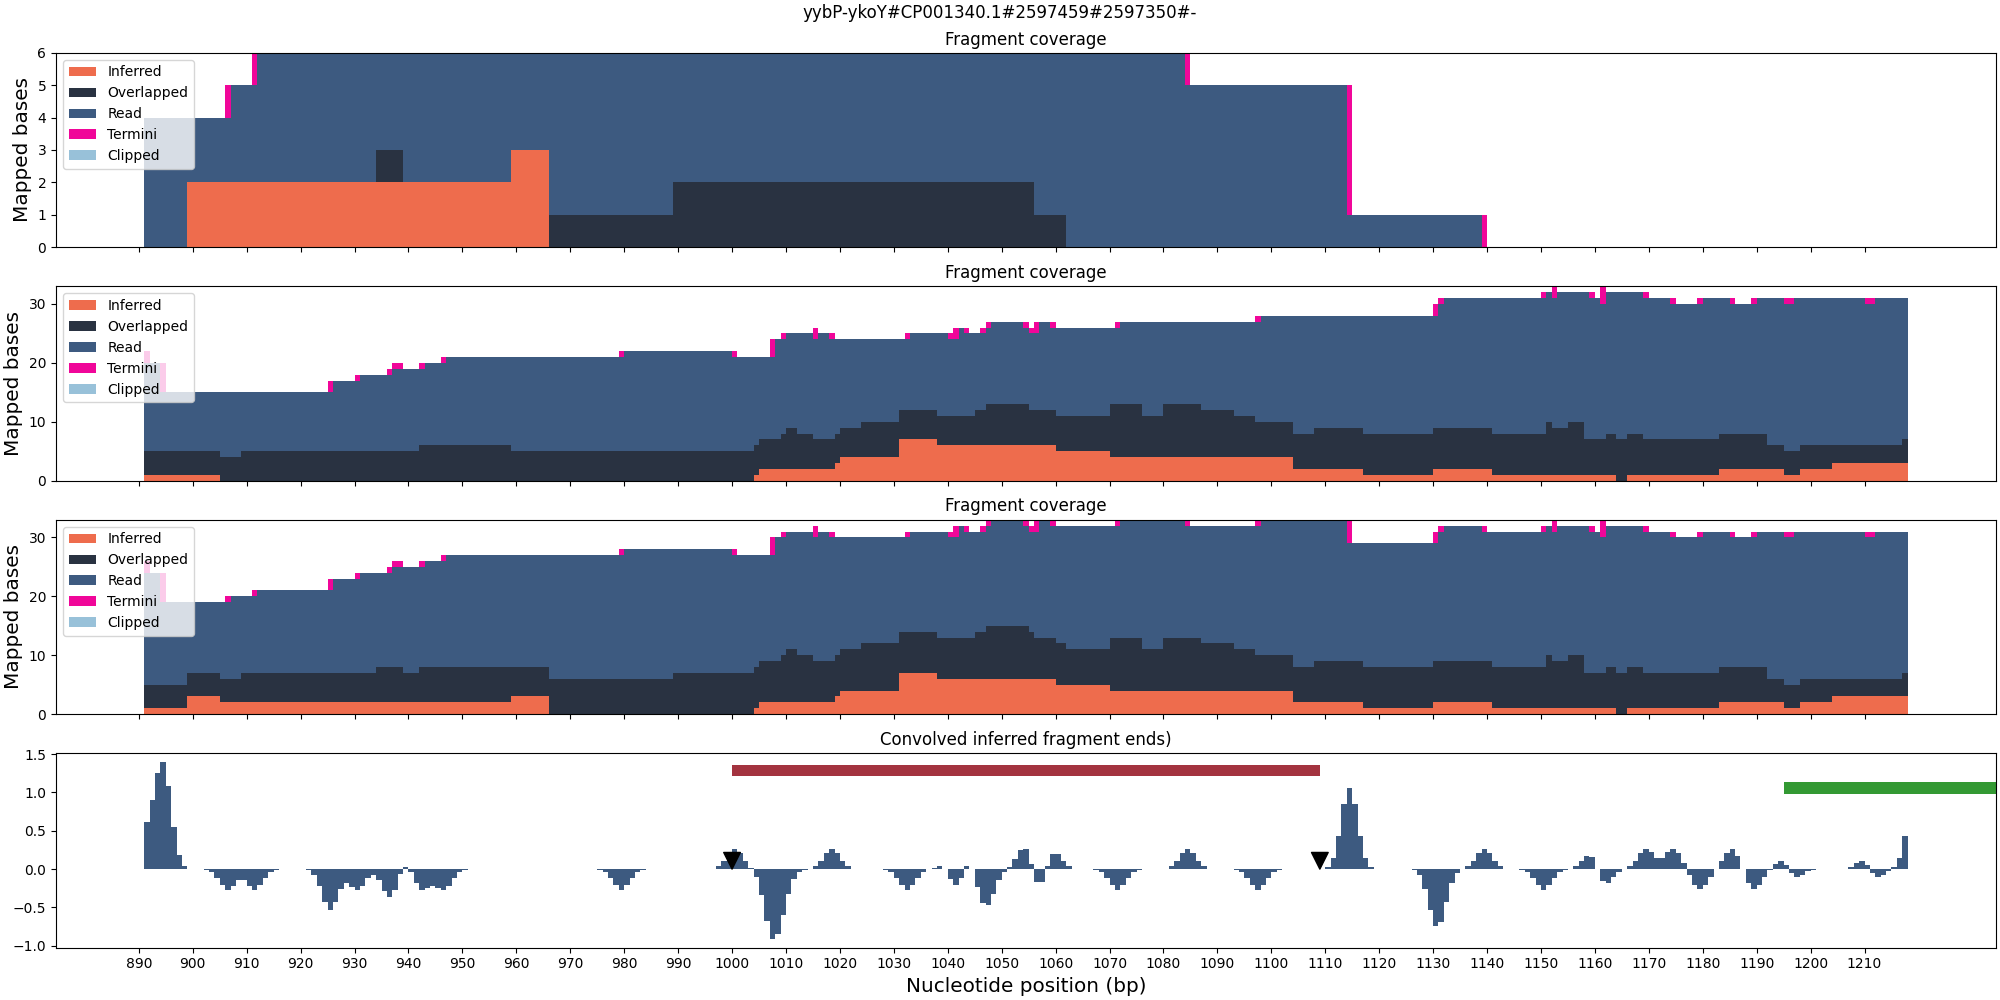 yybP-ykoY#CP001340.1#2597459#2597350#-
Fragment coverage
Mapped bases
6
5
4
3
2
1
0
Inferred
Overlapped
Read
Termini
Clipped
Fragment coverage
Mapped bases
30
20
10
0
Inferred
Overlapped
Read
Termini
Clipped
Fragment coverage
Mapped bases
30
20
10
0
Inferred
Overlapped
Read
Termini
Clipped
Convolved inferred fragment ends)
1.5
1.0
0.5
0.0
−0.5
−1.0
890 900 910 920 930 940 950 960 970 980 990 1000 1010 1020 1030 1040 1050 1060 1070 1080 1090 1100 1110 1120 1130 1140 1150 1160 1170 1180 1190 1200 1210
Nucleotide position (bp)